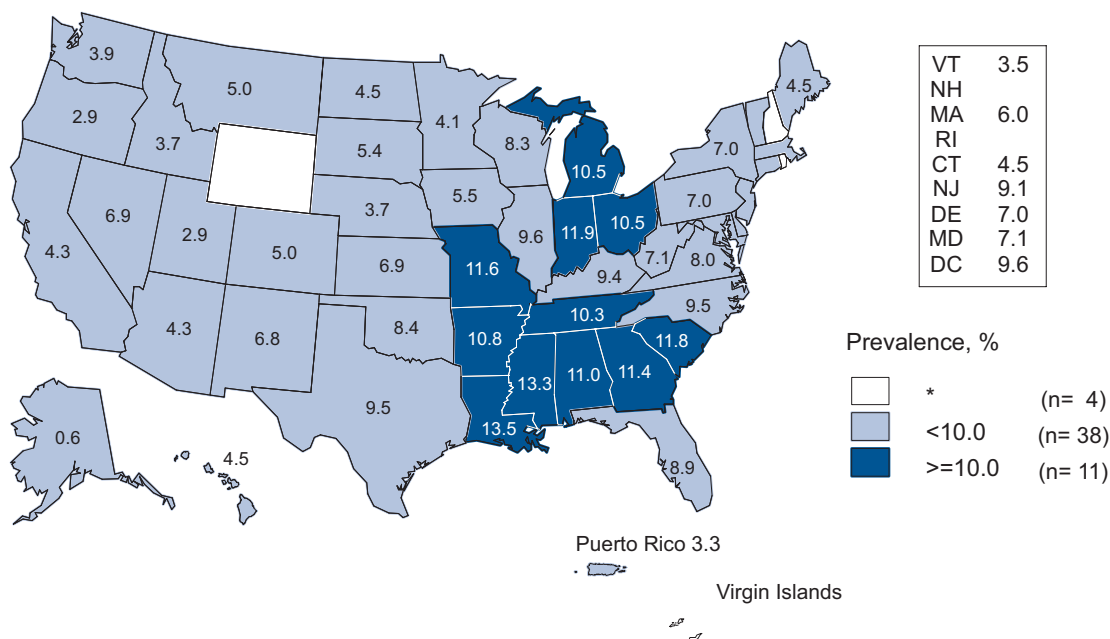 3.9
5.0
4.5
4.1
4.5
2.9
3.7
5.4
8.3
7.0
10.5
6.9
2.9
5.0
3.7
5.5
9.6
11.9
10.5
7.0
4.3
6.9
11.6
9.4
7.1
8.0
4.3
6.8
8.4
10.8
10.3
9.5
11.8
9.5
13.5
13.3
11.0
11.4
8.9
0.6
4.5
VT 3.5
NH
MA 6.0
RI
CT 4.5
NJ 9.1
DE 7.0
MD 7.1
DC 9.6
Prevalence, %
* (n= 4)
<10.0 (n= 38)
>=10.0 (n= 11)
Puerto Rico 3.3
Virgin Islands